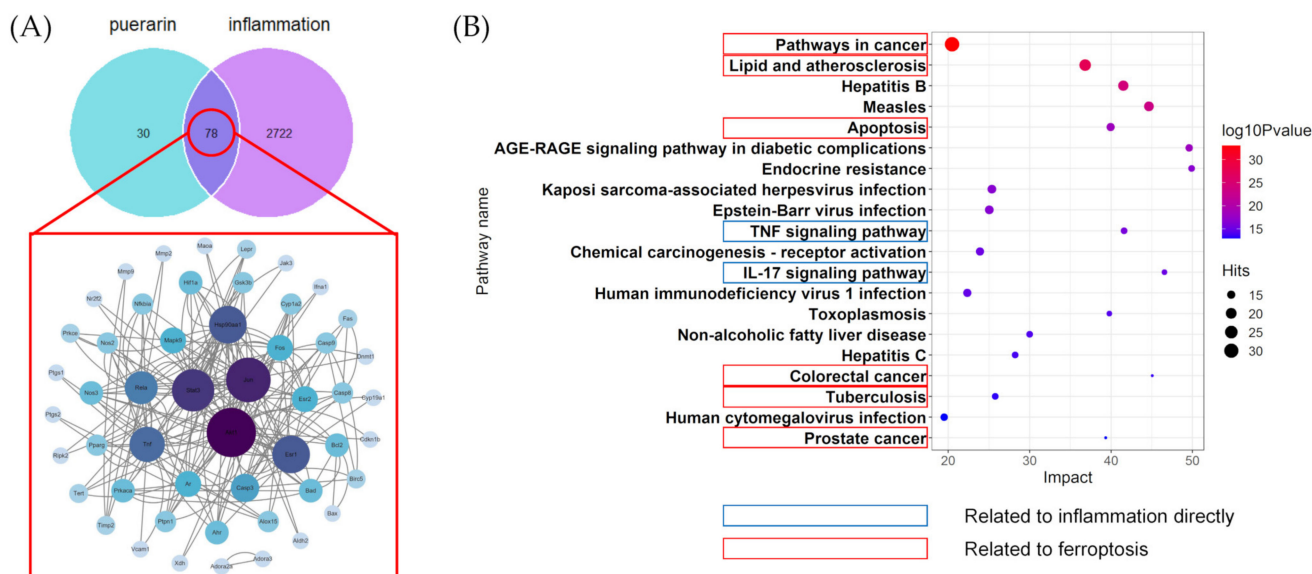 (A)
puerarin
inflammation
30
78
2722
Maoa
Mmp2
Lepr
Mmp9
Jak3
Hif1a
Gsk3b
Nr2f2
Nfkbia
Cyp1a2
Ifna1
Hsp90aa1
Prkce
Nos2
Mapk8
Fos
Casp9
Fas
Dnmt1
Ptgs1
Rela
Stat3
Nos3
Esr2
Casp8
Cyp19a1
Ptgs2
Pparg
Tnf
Esr1
Bcl2
Cdkn1b
Ripk2
Tert
Prkaca
Ar
Casp3
Bad
Birc5
Timp2
Ptpn1
Ahr
Alox15
Bax
Vcam1
Xdh
Adora2a
Adora3
Aldh2
(B)
Pathway name
Pathways in cancer
Lipid and atherosclerosis
Hepatitis B
Measles
Apoptosis
AGE-RAGE signaling pathway in diabetic complications
Endocrine resistance
Kaposi sarcoma-associated herpesvirus infection
Epstein-Barr virus infection
TNF signaling pathway
Chemical carcinogenesis - receptor activation
IL-17 signaling pathway
Human immunodeficiency virus 1 infection
Toxoplasmosis
Non-alcoholic fatty liver disease
Hepatitis C
Colorectal cancer
Tuberculosis
Human cytomegalovirus infection
Prostate cancer
20 30 40 50
Impact
log10Pvalue
30
25
20
15
Hits
15
20
25
30
Related to inflammation directly
Related to ferroptosis